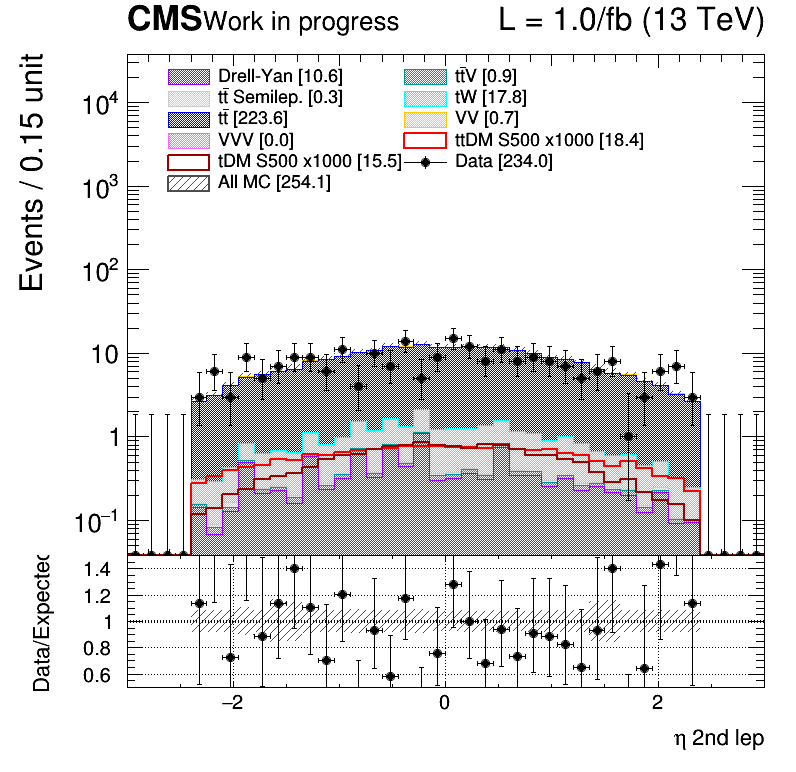 CMS Work in progress L = 1.0/fb (13 TeV)
Events / 0.15 unit
Drell-Yan [10.6] tt̄V [0.9]
tt̄ Semilep. [0.3] tW [17.8]
tt̄ [223.6] VV [0.7]
VVV [0.0] ttDM S500 x1000 [18.4]
tDM S500 x1000 [15.5] Data [234.0]
All MC [254.1]
10⁴
10³
10²
10
1
10⁻¹
Data/Expected
1.4
1.2
1
0.8
0.6
−2 0 2
η 2nd lep